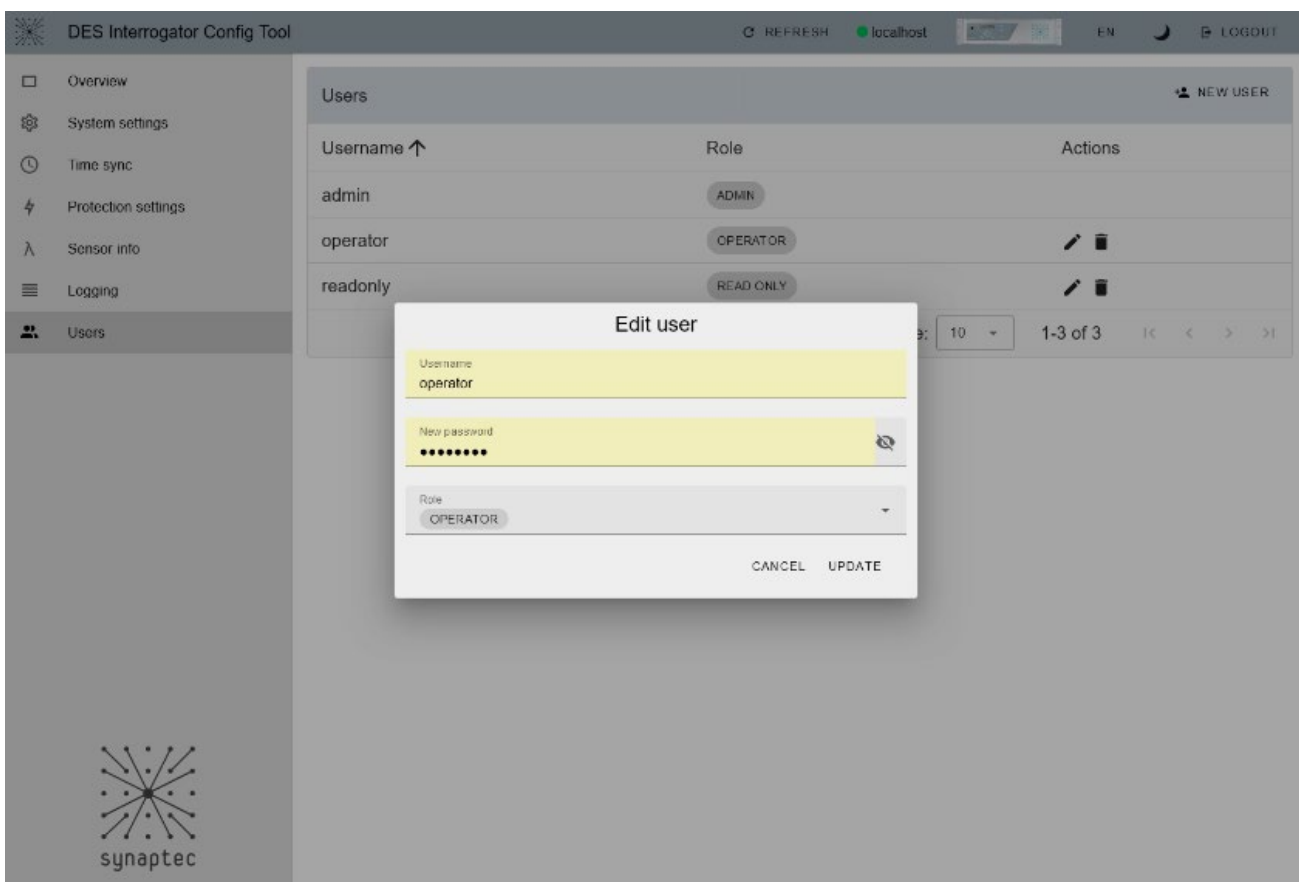 DES Interrogator Config Tool
REFRESH localhost EN LOGOUT
Overview
System settings
Time sync
Protection settings
λ Sensor info
Logging
Users
Users NEW USER
Username Role Actions
admin ADMIN
operator OPERATOR
readonly READ ONLY
10 1-3 of 3
Edit user
Username
operator
New password
••••••••
Role
OPERATOR
CANCEL UPDATE
synaptec